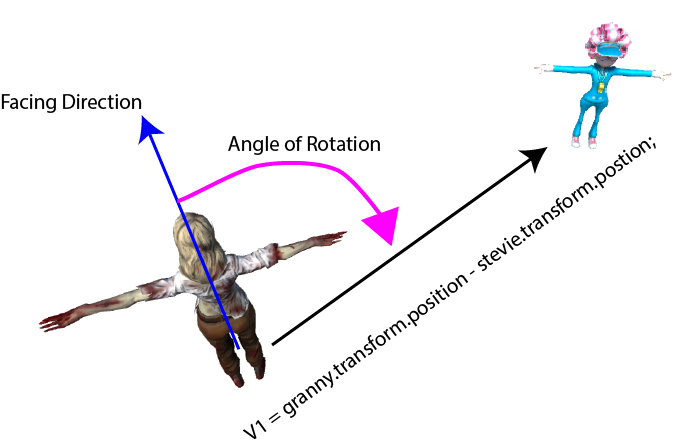 Facing Direction
Angle of Rotation
V1 = granny.transform.position - stevie.transform.postion;